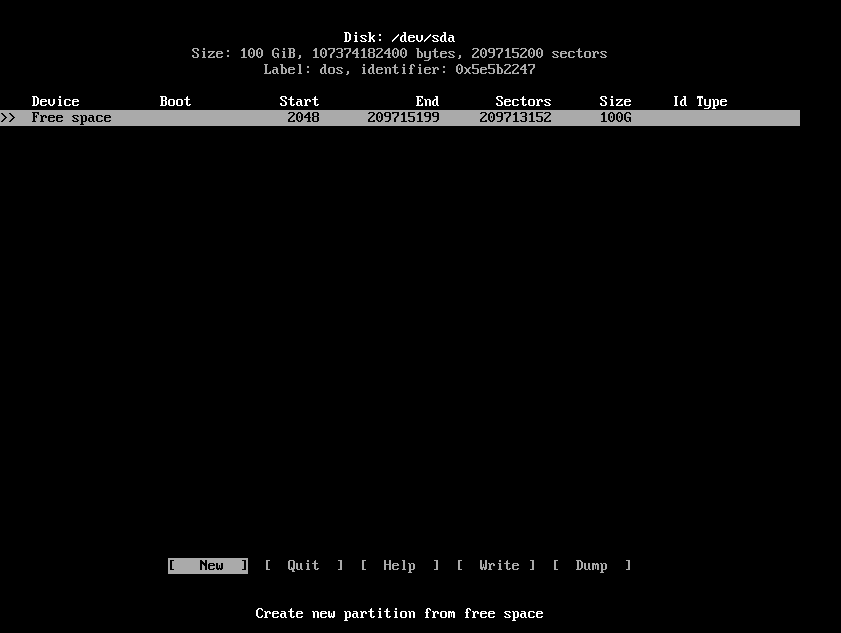 Disk: /dev/sda
Size: 100 GiB, 107374182400 bytes, 209715200 sectors
Label: dos, identifier: 0x5e5b2247
Device Boot Start End Sectors Size Id Type
>> Free space 2048 209715199 209713152 100G
[ New ] [ Quit ] [ Help ] [ Write ] [ Dump ]
Create new partition from free space